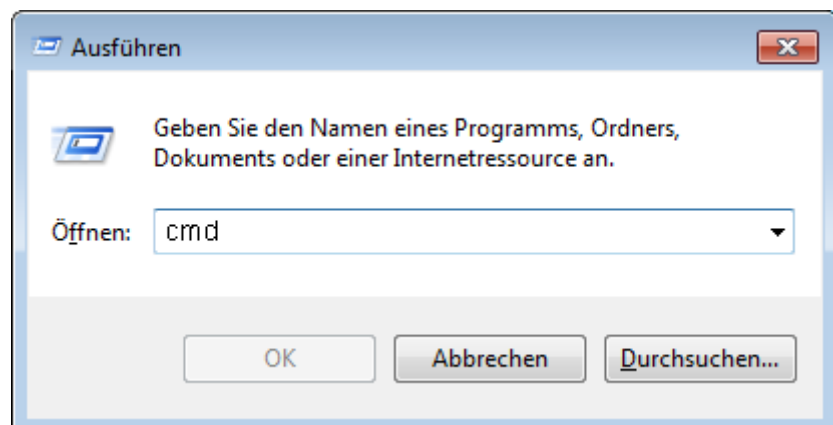 Ausführen
Geben Sie den Namen eines Programms, Ordners,
Dokuments oder einer Internetressource an.
Öffnen: cmd
OK Abbrechen Durchsuchen...